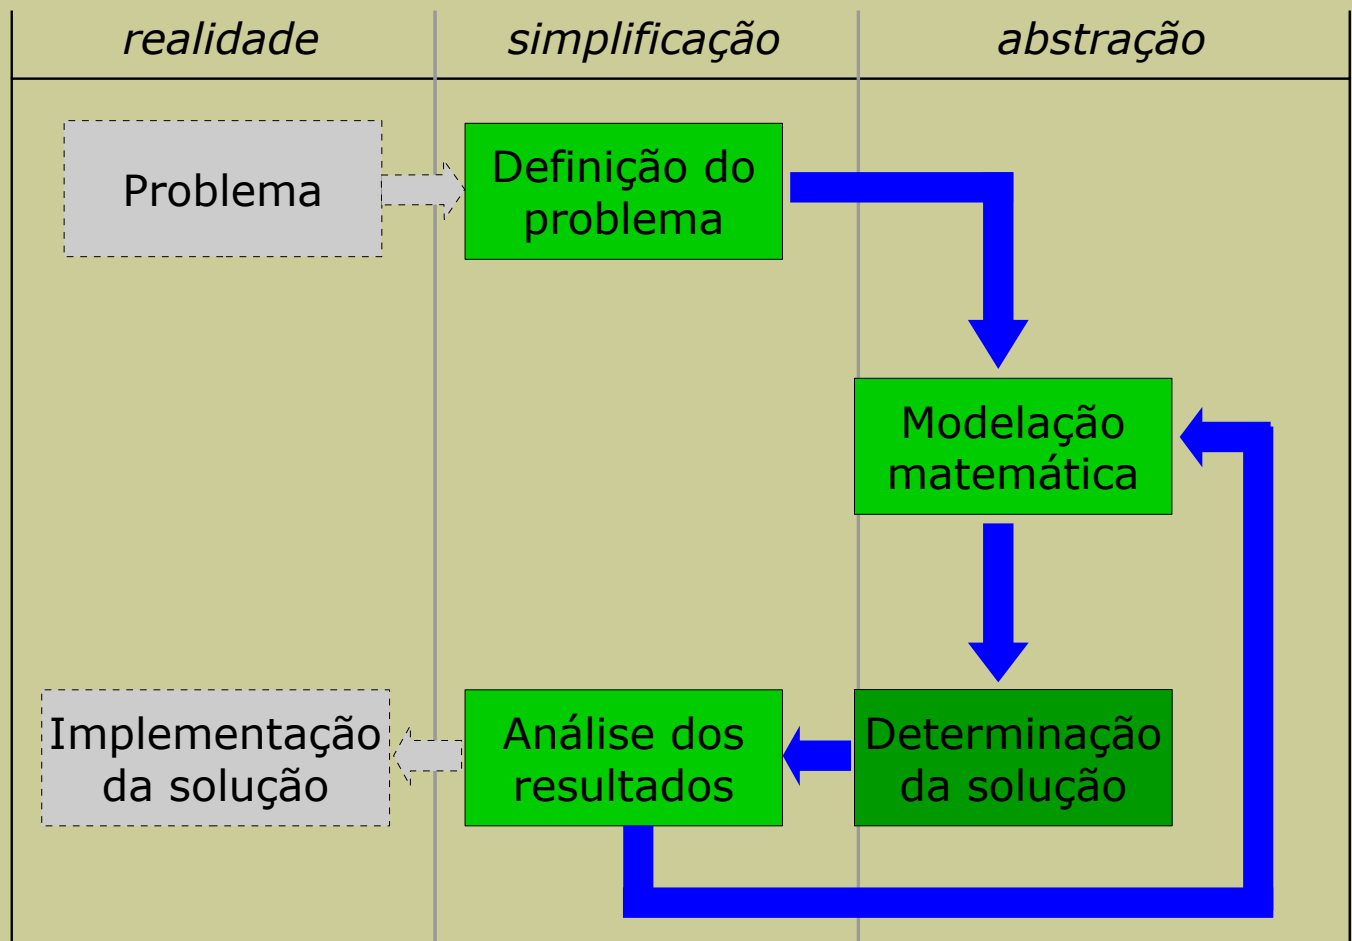 realidade
simplificação
abstração
Problema
Definição do
problema
Modelação
matemática
Implementação
da solução
Análise dos
resultados
Determinação
da solução